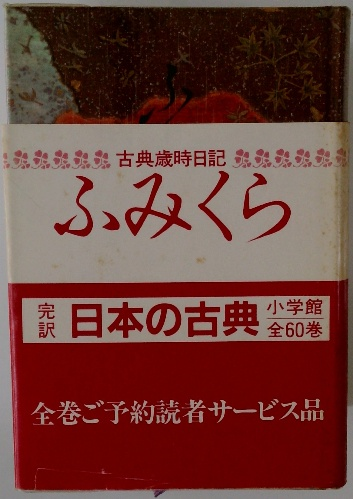 ふ
古典歳時日記
ふみくら
完訳 日本の古典 小学館 全60巻
全巻ご予約読者サービス品